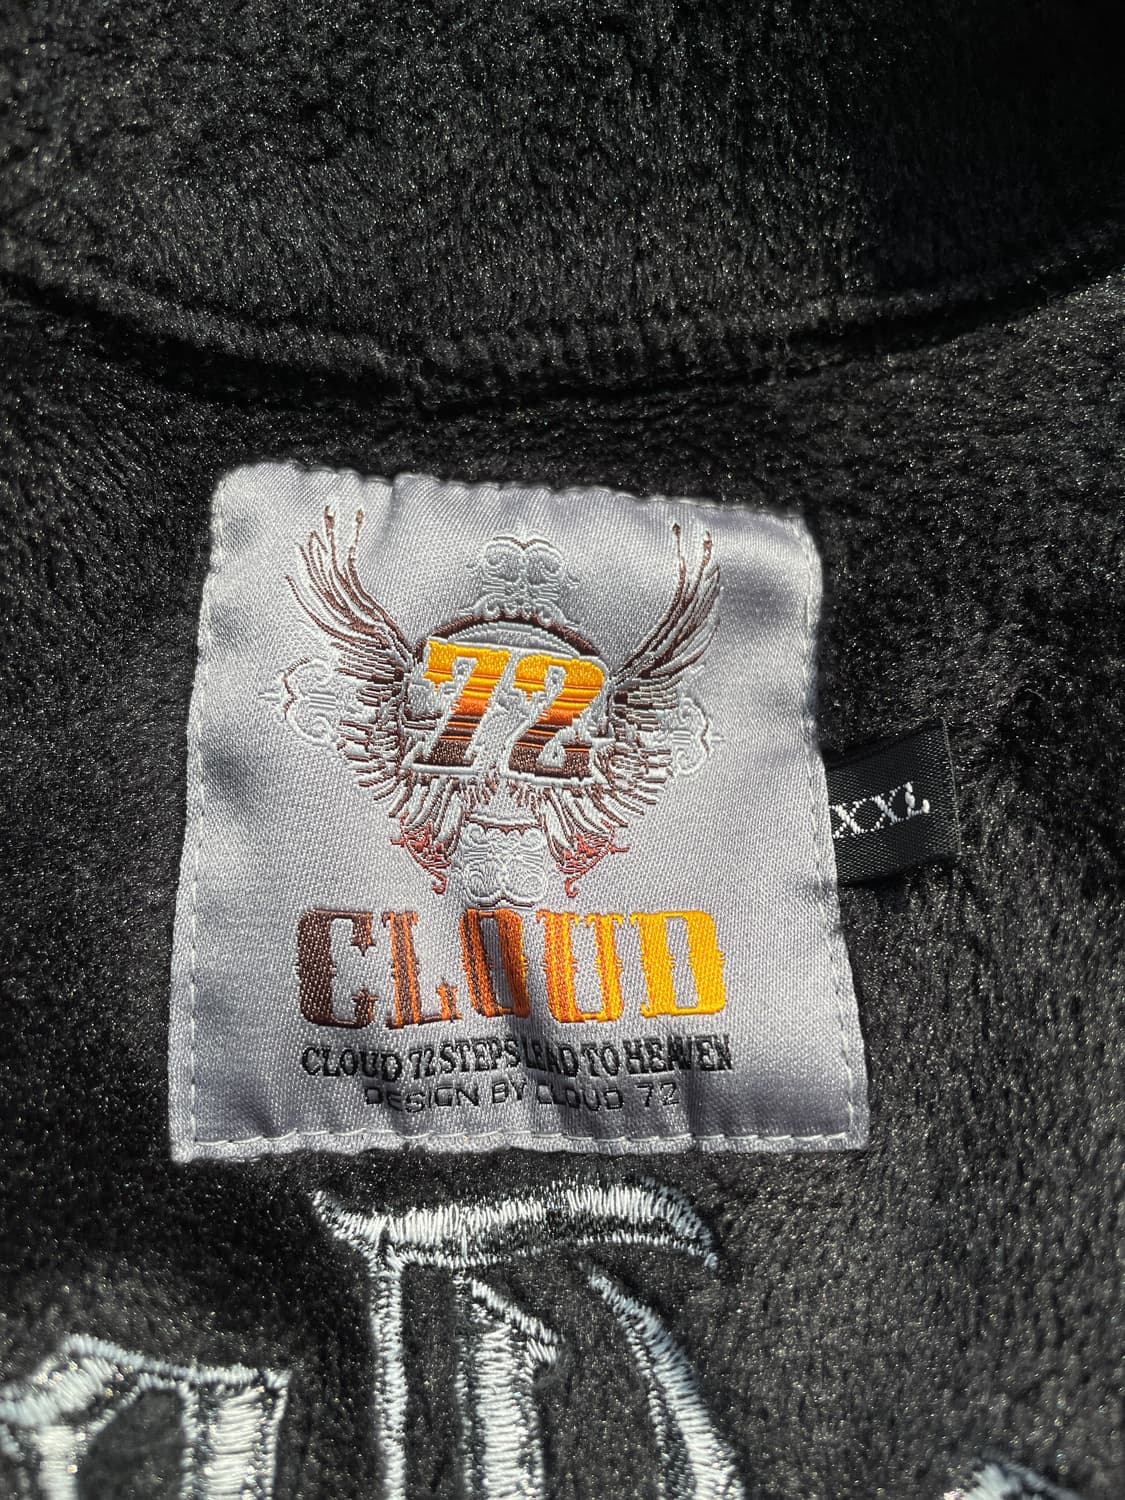 72
XXL
CLOUD
CLOUD 72 STEPS LEAD TO HEAVEN
DESIGN BY CLOUD 72